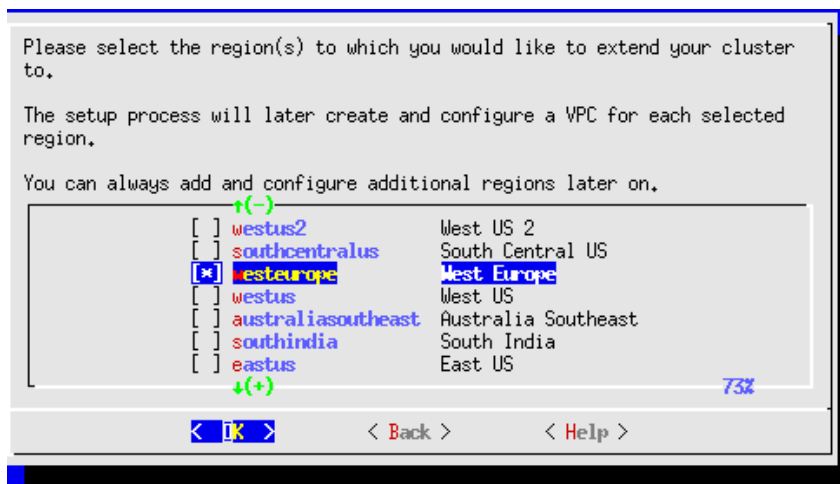 Please select the region(s) to which you would like to extend your cluster
to.
The setup process will later create and configure a VPC for each selected
region.
You can always add and configure additional regions later on.
↑(-)
[ ] westus2 West US 2
[ ] southcentralus South Central US
[*] westeurope West Europe
[ ] westus West US
[ ] australiasoutheast Australia Southeast
[ ] southindia South India
[ ] eastus East US
↓(+) 73%
< OK > < Back > < Help >